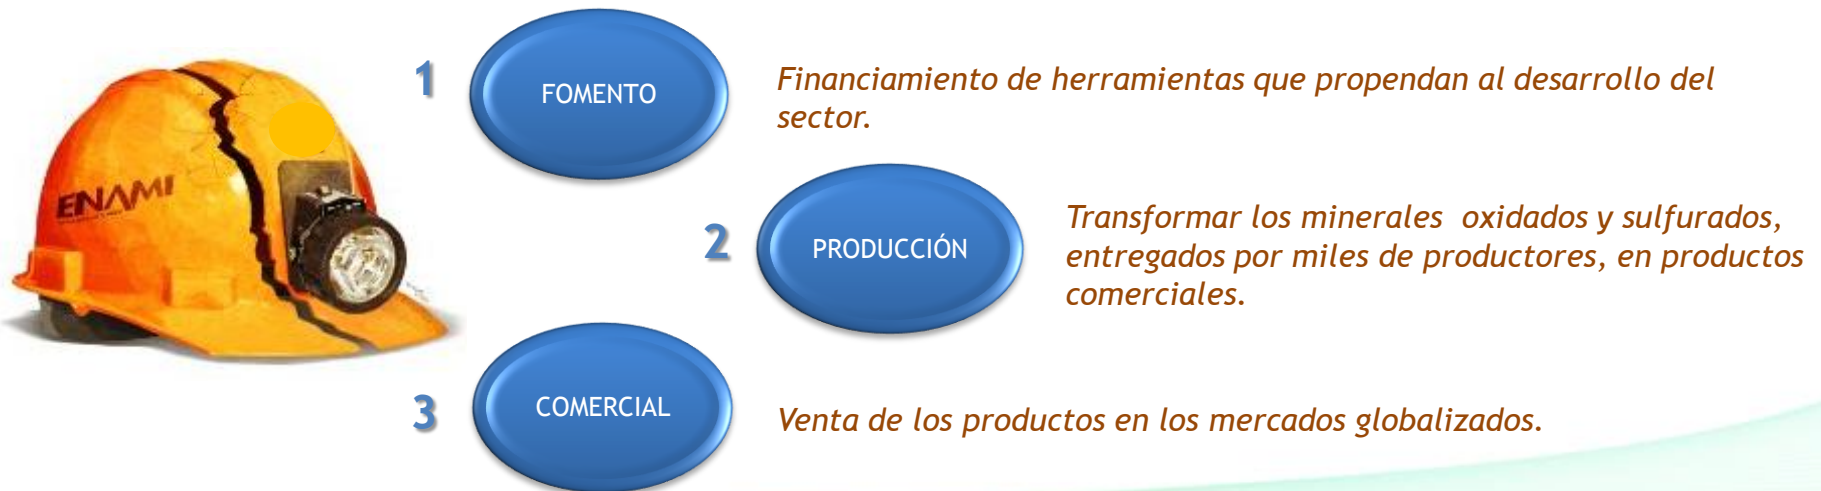 ENAMI
1
FOMENTO
Financiamiento de herramientas que propendan al desarrollo del
sector.
2
PRODUCCIÓN
Transformar los minerales oxidados y sulfurados,
entregados por miles de productores, en productos
comerciales.
3
COMERCIAL
Venta de los productos en los mercados globalizados.